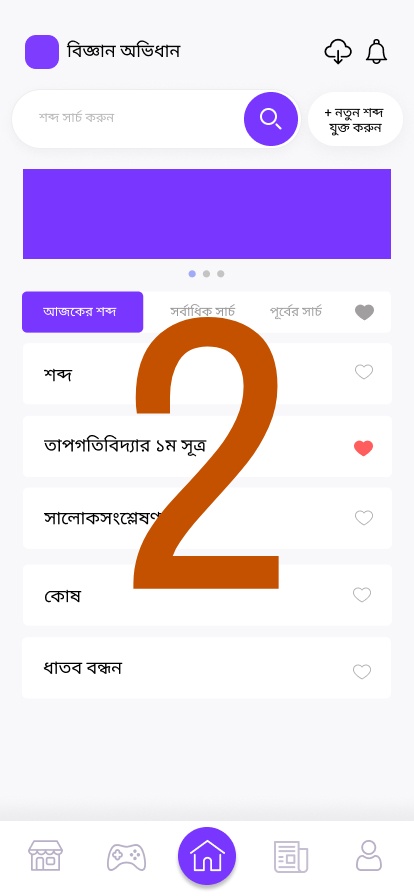 বিজ্ঞান অভিধান
শব্দ সার্চ করুন
+ নতুন শব্দ
যুক্ত করুন
আজকের শব্দ
সর্বাধিক সার্চ
পূর্বের সার্চ
শব্দ
তাপগতিবিদ্যার ১ম সূত্র
সালোকসংশ্লেষণ
কোষ
ধাতব বন্ধন
2